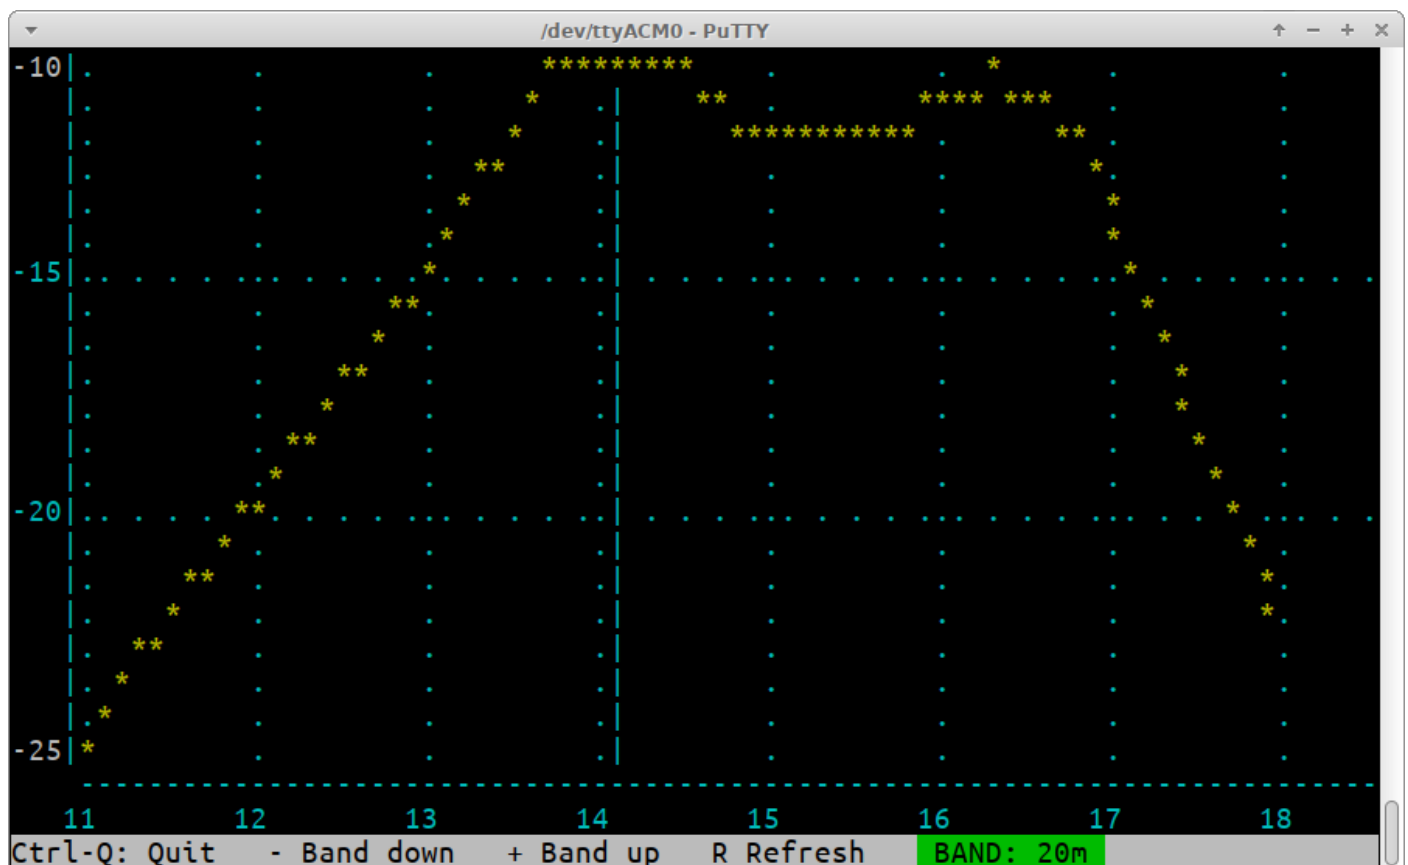 /dev/ttyACM0 - PuTTY
-10
-15
-20
-25
11 12 13 14 15 16 17 18
Ctrl-Q: Quit - Band down + Band up R Refresh BAND: 20m